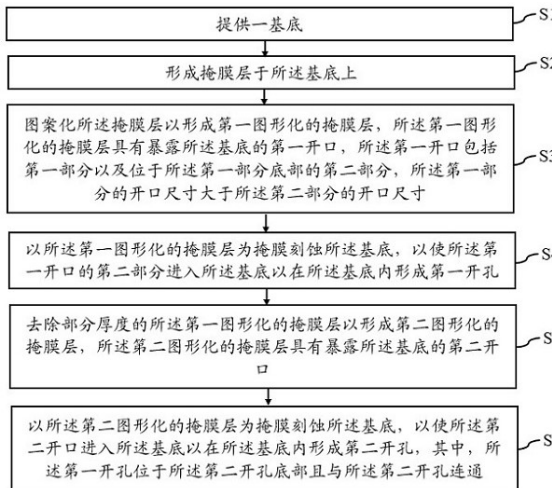 提供一基底
S1
形成掩膜层于所述基底上
S2
图案化所述掩膜层以形成第一图形化的掩膜层，所述第一图形
化的掩膜层具有暴露所述基底的第一开口，所述第一开口包括
第一部分以及位于所述第一部分底部的第二部分，所述第一部
分的开口尺寸大于所述第二部分的开口尺寸
S3
以所述第一图形化的掩膜层为掩膜刻蚀所述基底，以使所述第
一开口的第二部分进入所述基底以在所述基底内形成第一开孔
S4
去除部分厚度的所述第一图形化的掩膜层以形成第二图形化的
掩膜层，所述第二图形化的掩膜层具有暴露所述基底的第二开
口
S
以所述第二图形化的掩膜层为掩膜刻蚀所述基底，以使所述第
二开口进入所述基底以在所述基底内形成第二开孔，其中，所
述第一开孔位于所述第二开孔底部且与所述第二开孔连通
S